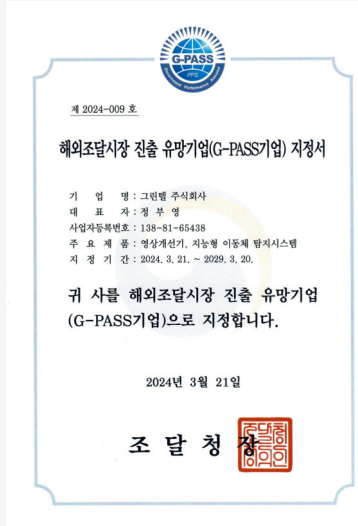 G-PASS
Government Performance Assured
PPS
제 2024-009 호
해외조달시장 진출 유망기업(G-PASS기업) 지정서
기 업 명 : 그린텔 주식회사
대 표 자 : 정 부 영
사업자등록번호 : 138-81-65438
주 요 제 품 : 영상개선기, 지능형 이동체 탐지시스템
지 정 기 간 : 2024. 3. 21. ~ 2029. 3. 20.
귀 사를 해외조달시장 진출 유망기업
(G-PASS기업)으로 지정합니다.
2024년 3월 21일
조 달 청 장